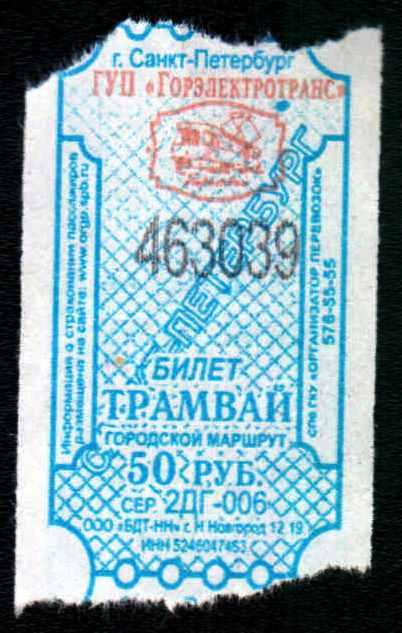 г. Санкт-Петербург
ГУП «ГОРЭЛЕКТРОТРАНС»
463039
ПЕТЕРБУРГ
БИЛЕТ
ТРАМВАЙ
ГОРОДСКОЙ МАРШРУТ
50 РУБ.
СЕР. 2ДГ-006
ООО «БДТ-НН» г. Н.Новгород 12.19.
ИНН 5246047453
Информация о страховании пассажиров
размещена на сайте: www.orgp.spb.ru
СПб ГКУ «ОРГАНИЗАТОР ПЕРЕВОЗОК»
576-55-55